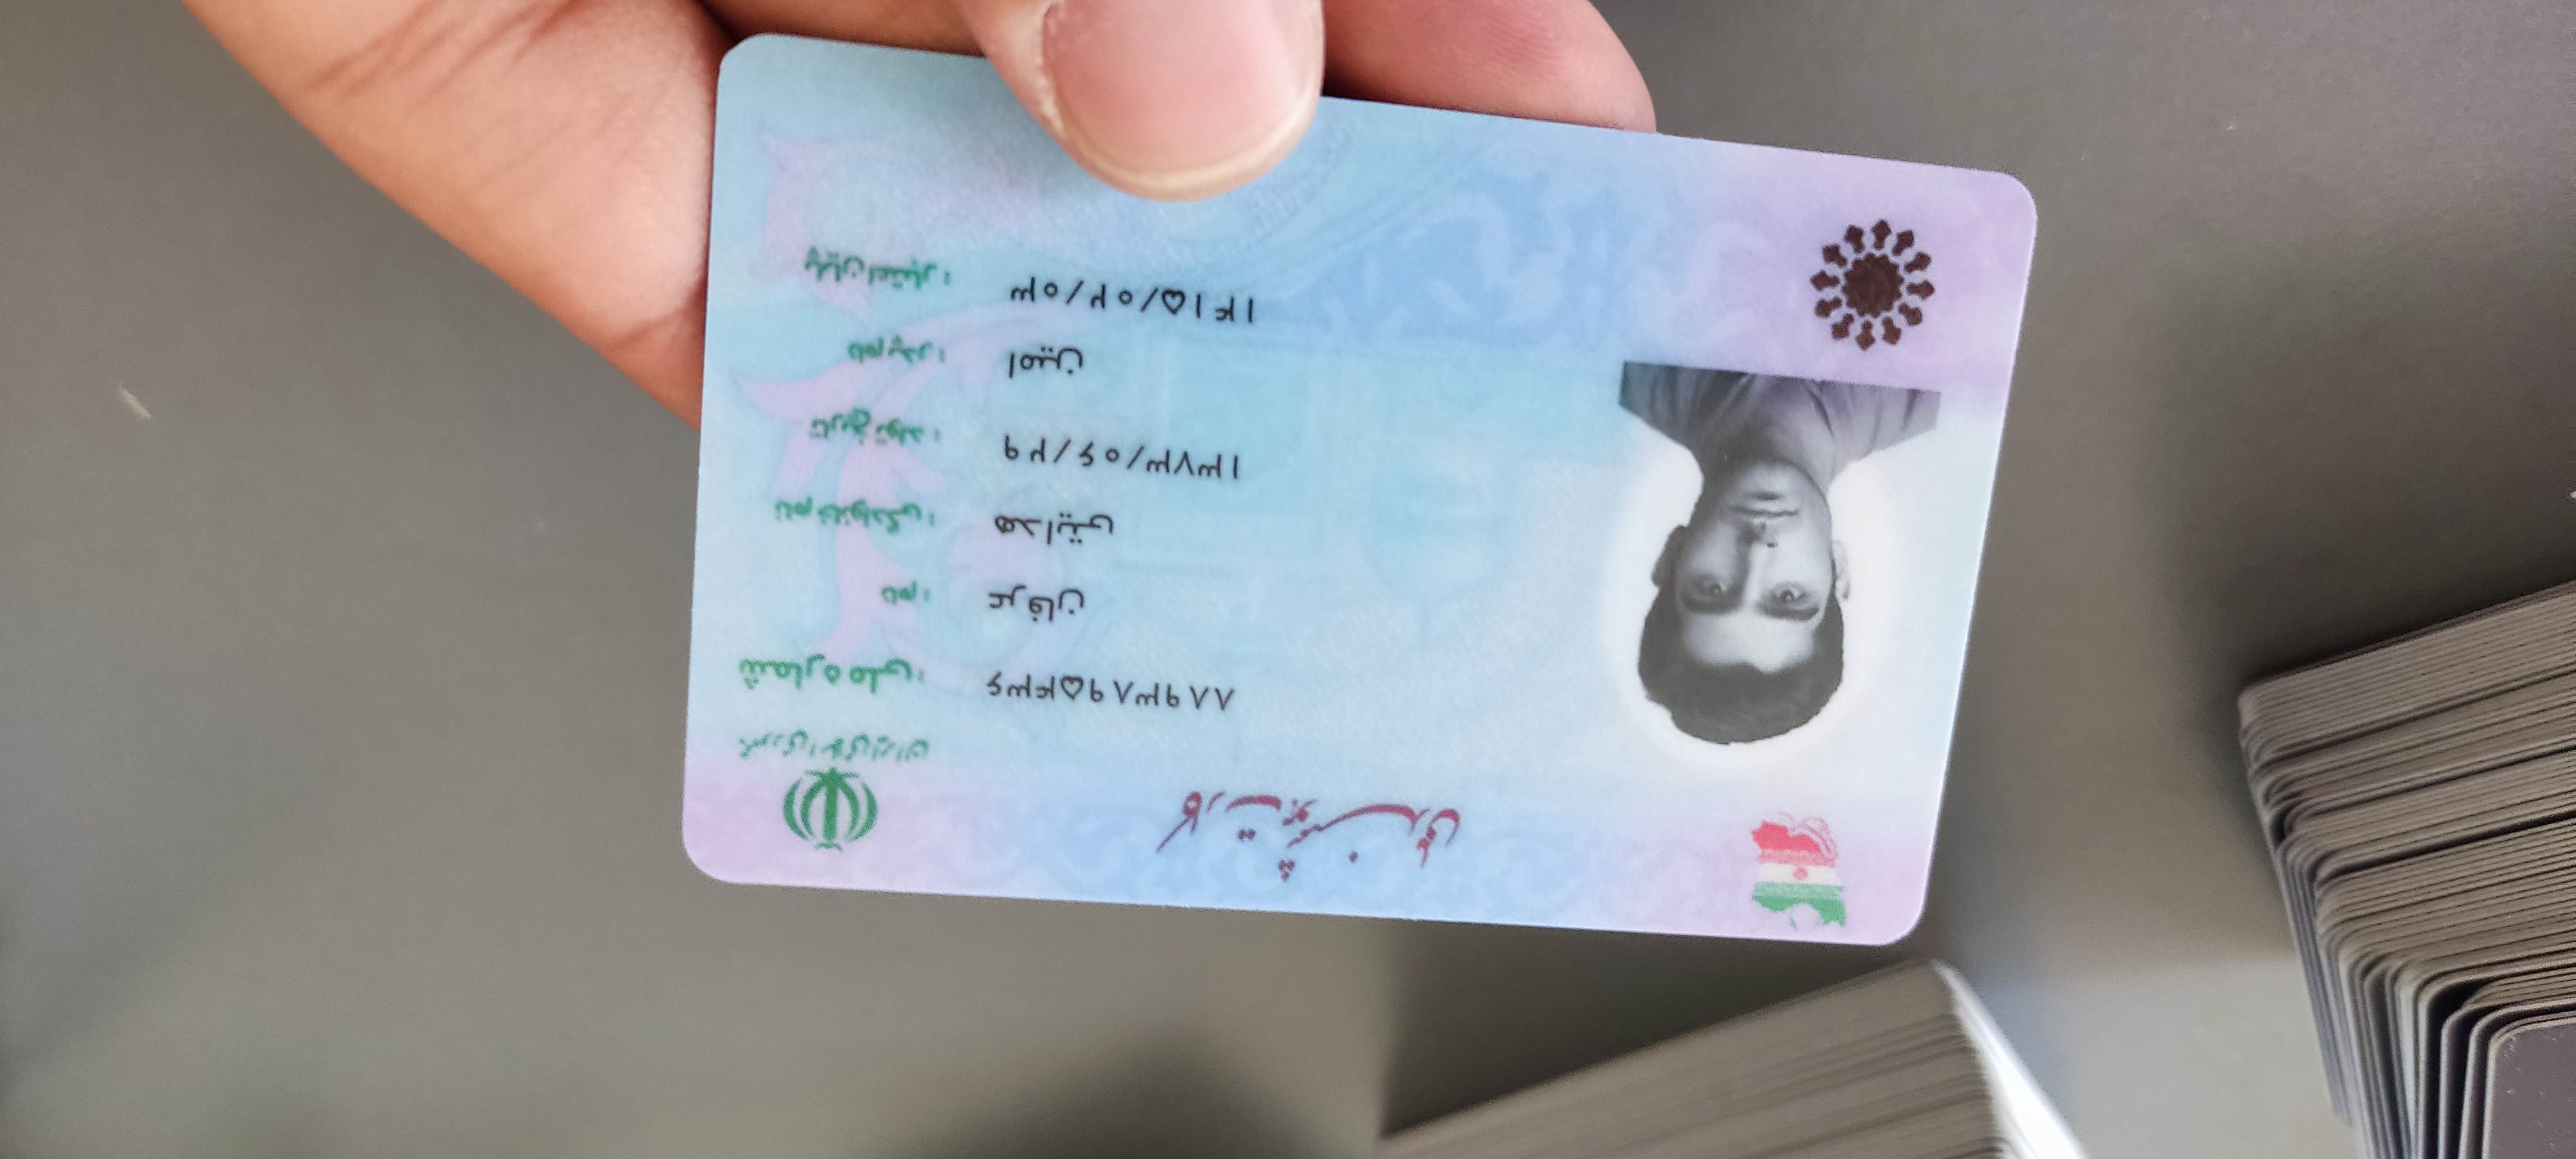 کارت هوشمند ملی
جمهوری اسلامی ایران
شماره ملی: ۸۸۹۳۸۹۵۴۳۶
نام: عرفان
نام خانوادگی: هدایتی
تاریخ تولد: ۱۳۷۳/۰۶/۲۹
نام پدر: امین
پایان اعتبار: ۱۴۱۵/۰۲/۰۳